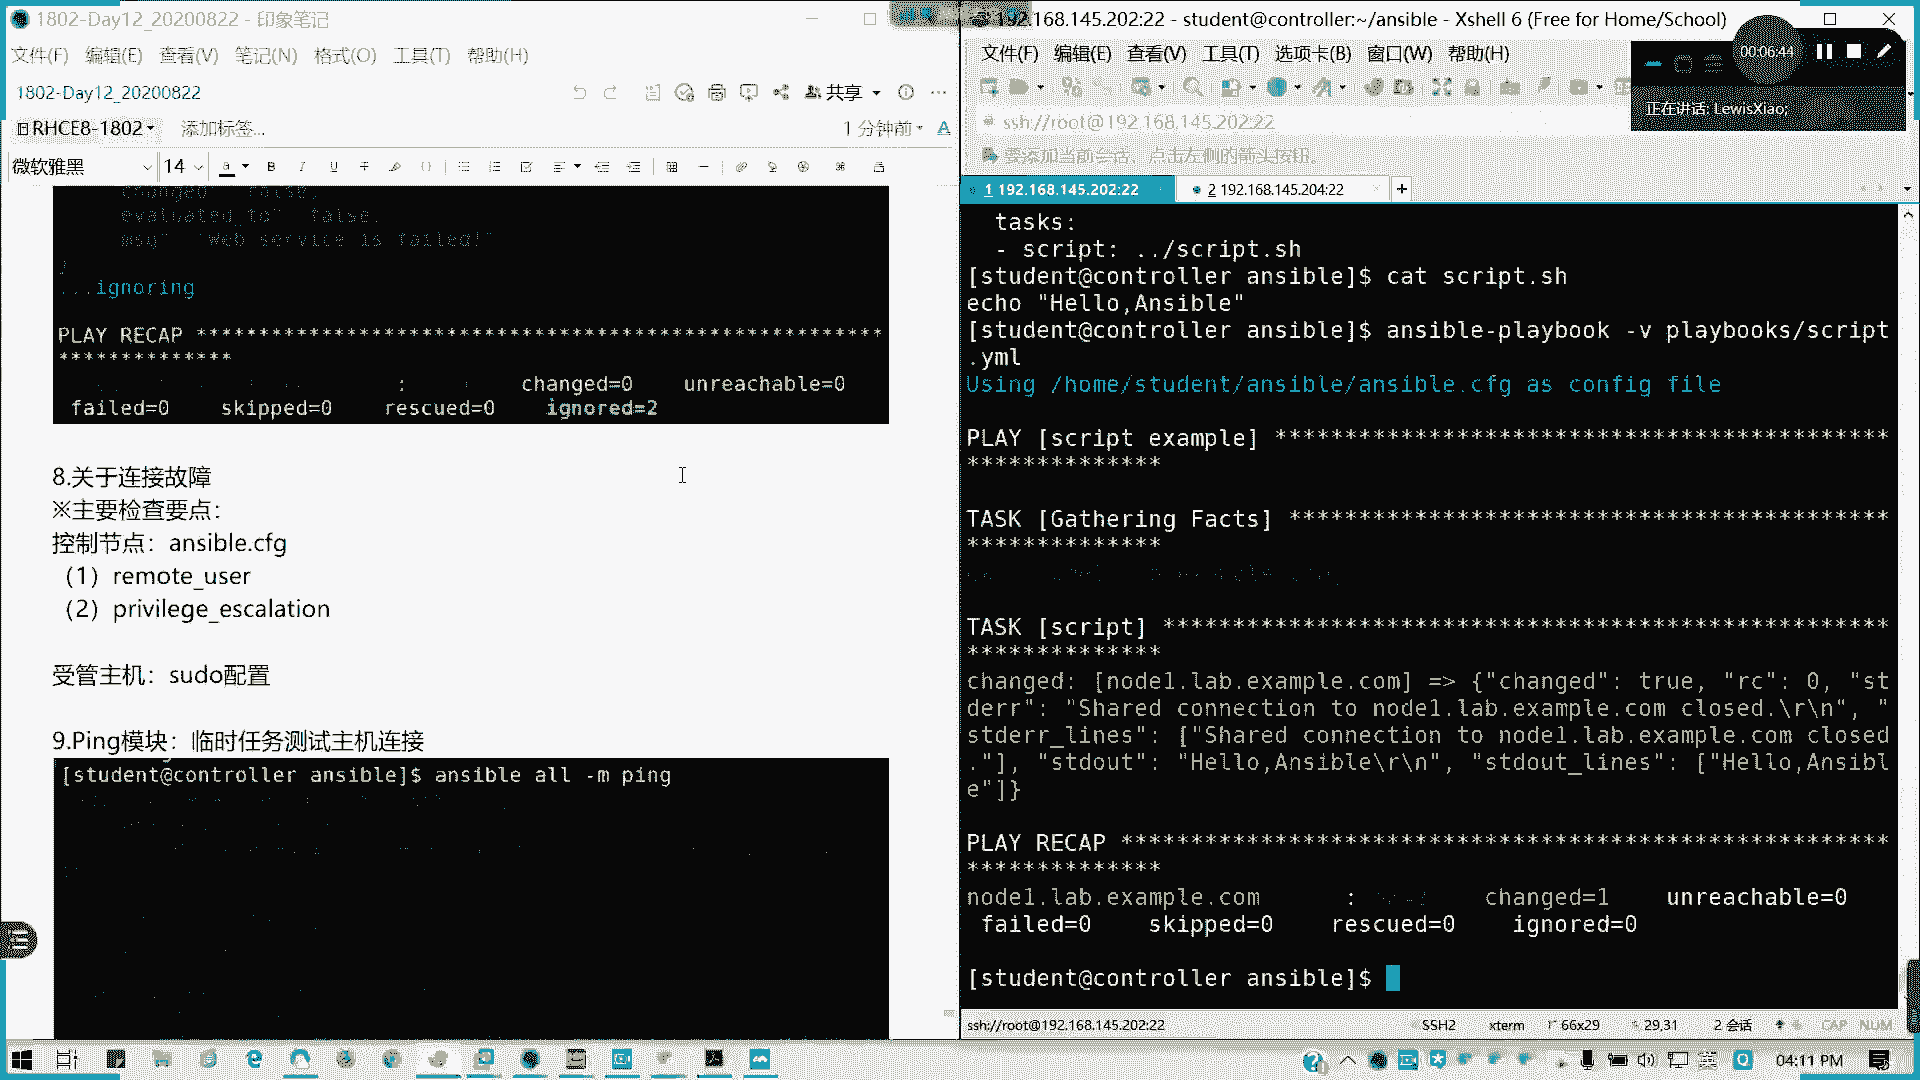 1802-Day12_20200822 - 印象笔记
文件(F) 编辑(E) 查看(V) 笔记(N) 格式(O) 工具(T) 帮助(H)
1802-Day12_20200822
共享
RHCE8-1802
添加标签...
1 分钟前
微软雅黑
14
changed" false,
evaluated_to" false,
msg" "Web service is failed!"
}
...ignoring
PLAY RECAP *****************************************************
**************
: changed=0 unreachable=0
failed=0 skipped=0 rescued=0 ignored=2
8.关于连接故障
※主要检查要点：
控制节点：ansible.cfg
（1）remote_user
（2）privilege_escalation
受管主机：sudo配置
9.Ping模块：临时任务测试主机连接
[student@controller ansible]$ ansible all -m ping
192.168.145.202:22 - student@controller:~/ansible - Xshell 6 (Free for Home/School)
文件(F) 编辑(E) 查看(V) 工具(T) 选项卡(B) 窗口(W) 帮助(H)
00:06:44
正在讲话: LewisXiao;
ssh://root@192.168.145.202:22
要添加当前会话，点击左侧的箭头按钮。
1 192.168.145.202:22
2 192.168.145.204:22
tasks:
- script: ../script.sh
[student@controller ansible]$ cat script.sh
echo "Hello,Ansible"
[student@controller ansible]$ ansible-playbook -v playbooks/script
.yml
Using /home/student/ansible/ansible.cfg as config file
PLAY [script example] *******************************************
**************
TASK [Gathering Facts] ******************************************
**************
TASK [script] ***************************************************
**************
changed: [node1.lab.example.com] => {"changed": true, "rc": 0, "st
derr": "Shared connection to node1.lab.example.com closed.\r\n", "
stderr_lines": ["Shared connection to node1.lab.example.com closed
."], "stdout": "Hello,Ansible\r\n", "stdout_lines": ["Hello,Ansibl
e"]}
PLAY RECAP ******************************************************
**************
node1.lab.example.com : changed=1 unreachable=0
failed=0 skipped=0 rescued=0 ignored=0
[student@controller ansible]$
ssh://root@192.168.145.202:22
SSH2 xterm 66x29 29,31 2 会话 CAP NUM
英
04:11 PM